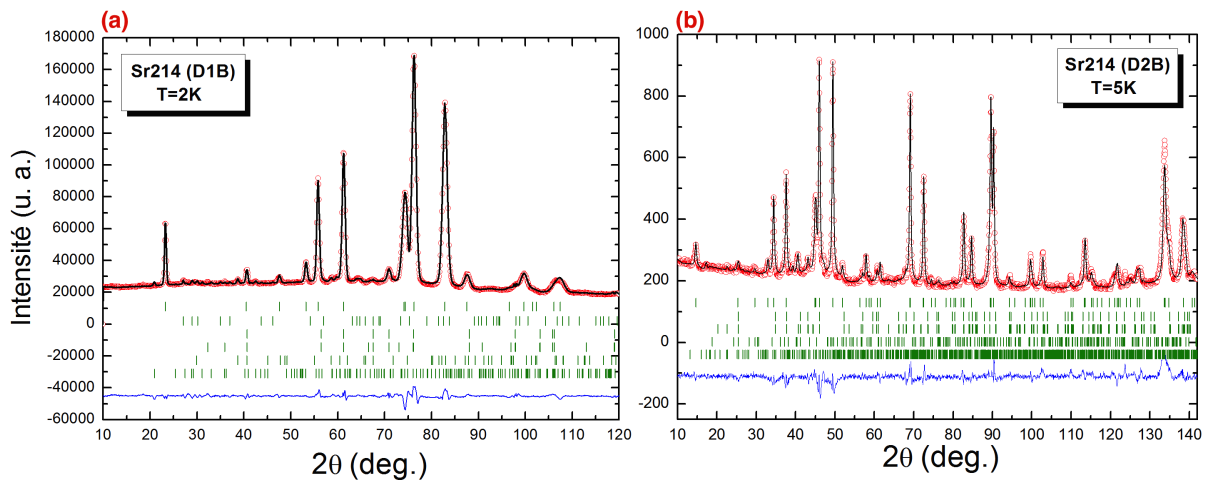 (a)
Sr214 (D1B)
T=2K
Intensité (u. a.)
180000
160000
140000
120000
100000
80000
60000
40000
20000
0
-20000
-40000
-60000
10 20 30 40 50 60 70 80 90 100 110 120
2θ (deg.)
(b)
Sr214 (D2B)
T=5K
1000
800
600
400
200
0
-200
10 20 30 40 50 60 70 80 90 100 110 120 130 140
2θ (deg.)